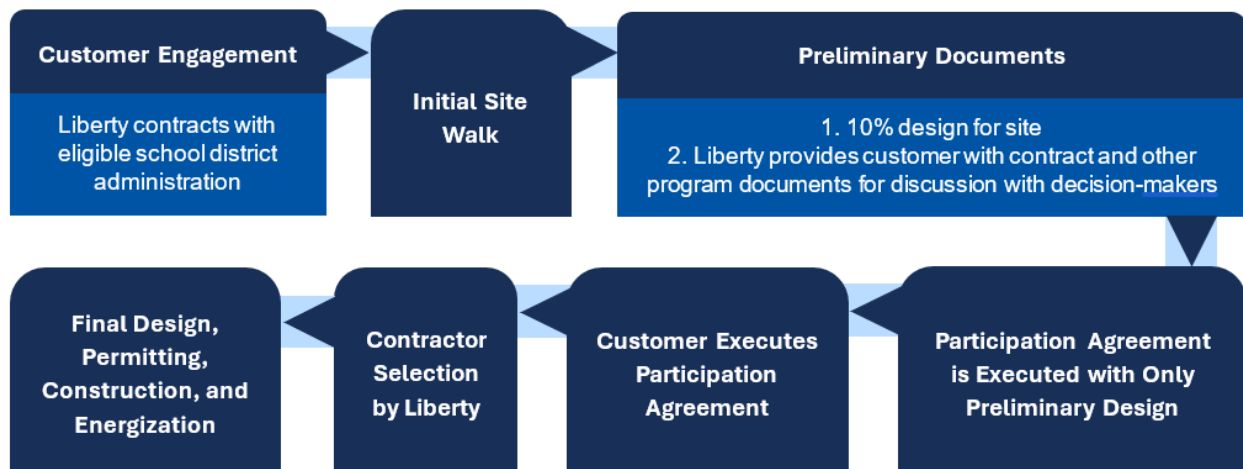 Customer Engagement
Liberty contracts with
eligible school district
administration
Initial Site
Walk
Preliminary Documents
1. 10% design for site
2. Liberty provides customer with contract and other
program documents for discussion with decision-makers
Participation Agreement
is Executed with Only
Preliminary Design
Customer Executes
Participation
Agreement
Contractor
Selection
by Liberty
Final Design,
Permitting,
Construction, and
Energization